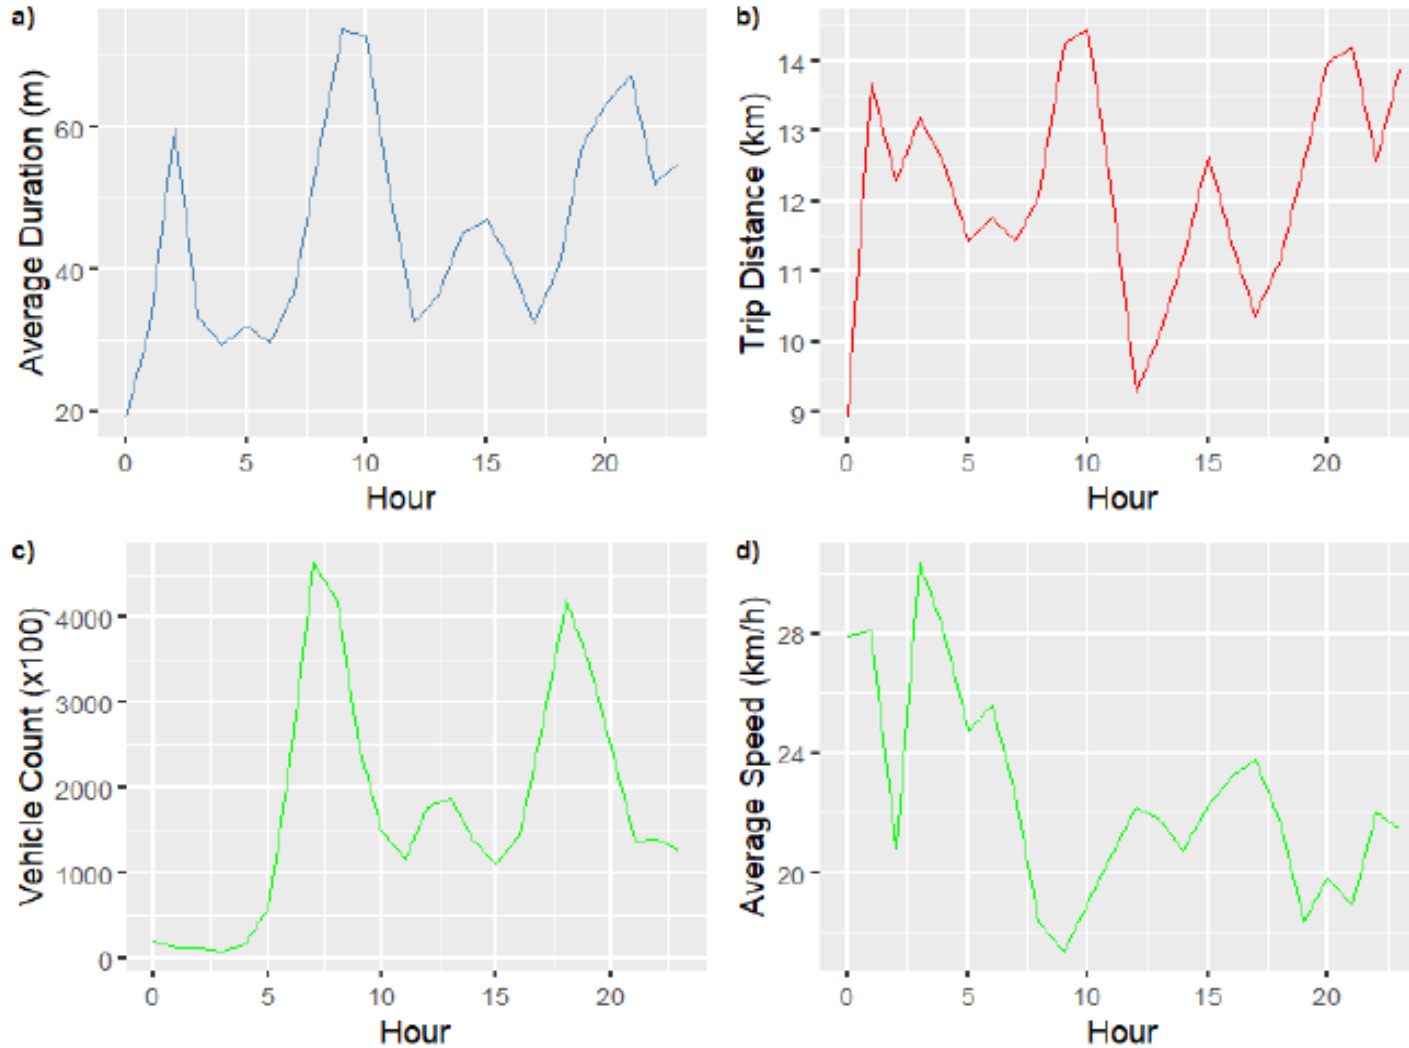 a)
Average Duration (m)
60
40
20
0 5 10 15 20
Hour
b)
Trip Distance (km)
14
13
12
11
10
9
0 5 10 15 20
Hour
c)
Vehicle Count (x100)
4000
3000
2000
1000
0
0 5 10 15 20
Hour
d)
Average Speed (km/h)
28
24
20
0 5 10 15 20
Hour